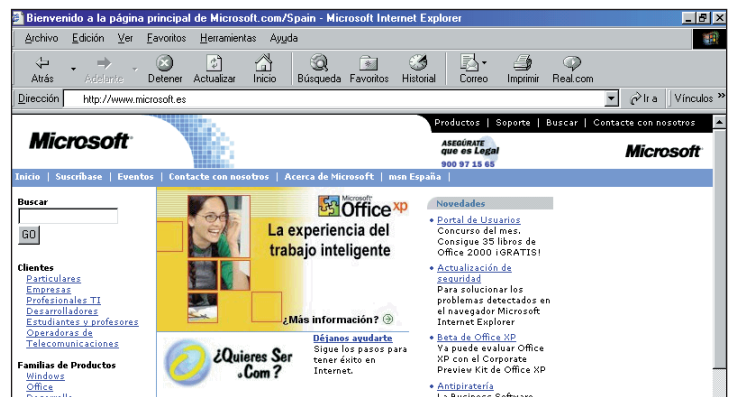 Bienvenido a la página principal de Microsoft.com/Spain - Microsoft Internet Explorer
Archivo Edición Ver Favoritos Herramientas Ayuda
Atrás Adelante Detener Actualizar Inicio Búsqueda Favoritos Historial Correo Imprimir Real.com
Dirección http://www.microsoft.es Ir a Vínculos »
Productos | Soporte | Buscar | Contacte con nosotros
Microsoft
ASEGÚRATE
que es Legal
900 97 15 65
Microsoft
Inicio | Suscríbase | Eventos | Contacte con nosotros | Acerca de Microsoft | msn España |
Buscar
GO
Clientes
Particulares
Empresas
Profesionales TI
Desarrolladores
Estudiantes y profesores
Operadoras de
Telecomunicaciones
Familias de Productos
Windows
Office
Desarrollo
Microsoft
Office xp
La experiencia del
trabajo inteligente
¿Más información?
¿Quieres Ser
.Com ?
Déjanos ayudarte
Sigue los pasos para
tener éxito en
Internet.
Novedades
• Portal de Usuarios
Concurso del mes.
Consigue 35 libros de
Office 2000 ¡GRATIS!
• Actualización de
seguridad
Para solucionar los
problemas detectados en
el navegador Microsoft
Internet Explorer
• Beta de Office XP
Ya puede evaluar Office
XP con el Corporate
Preview Kit de Office XP
• Antipiratería
La Business Software